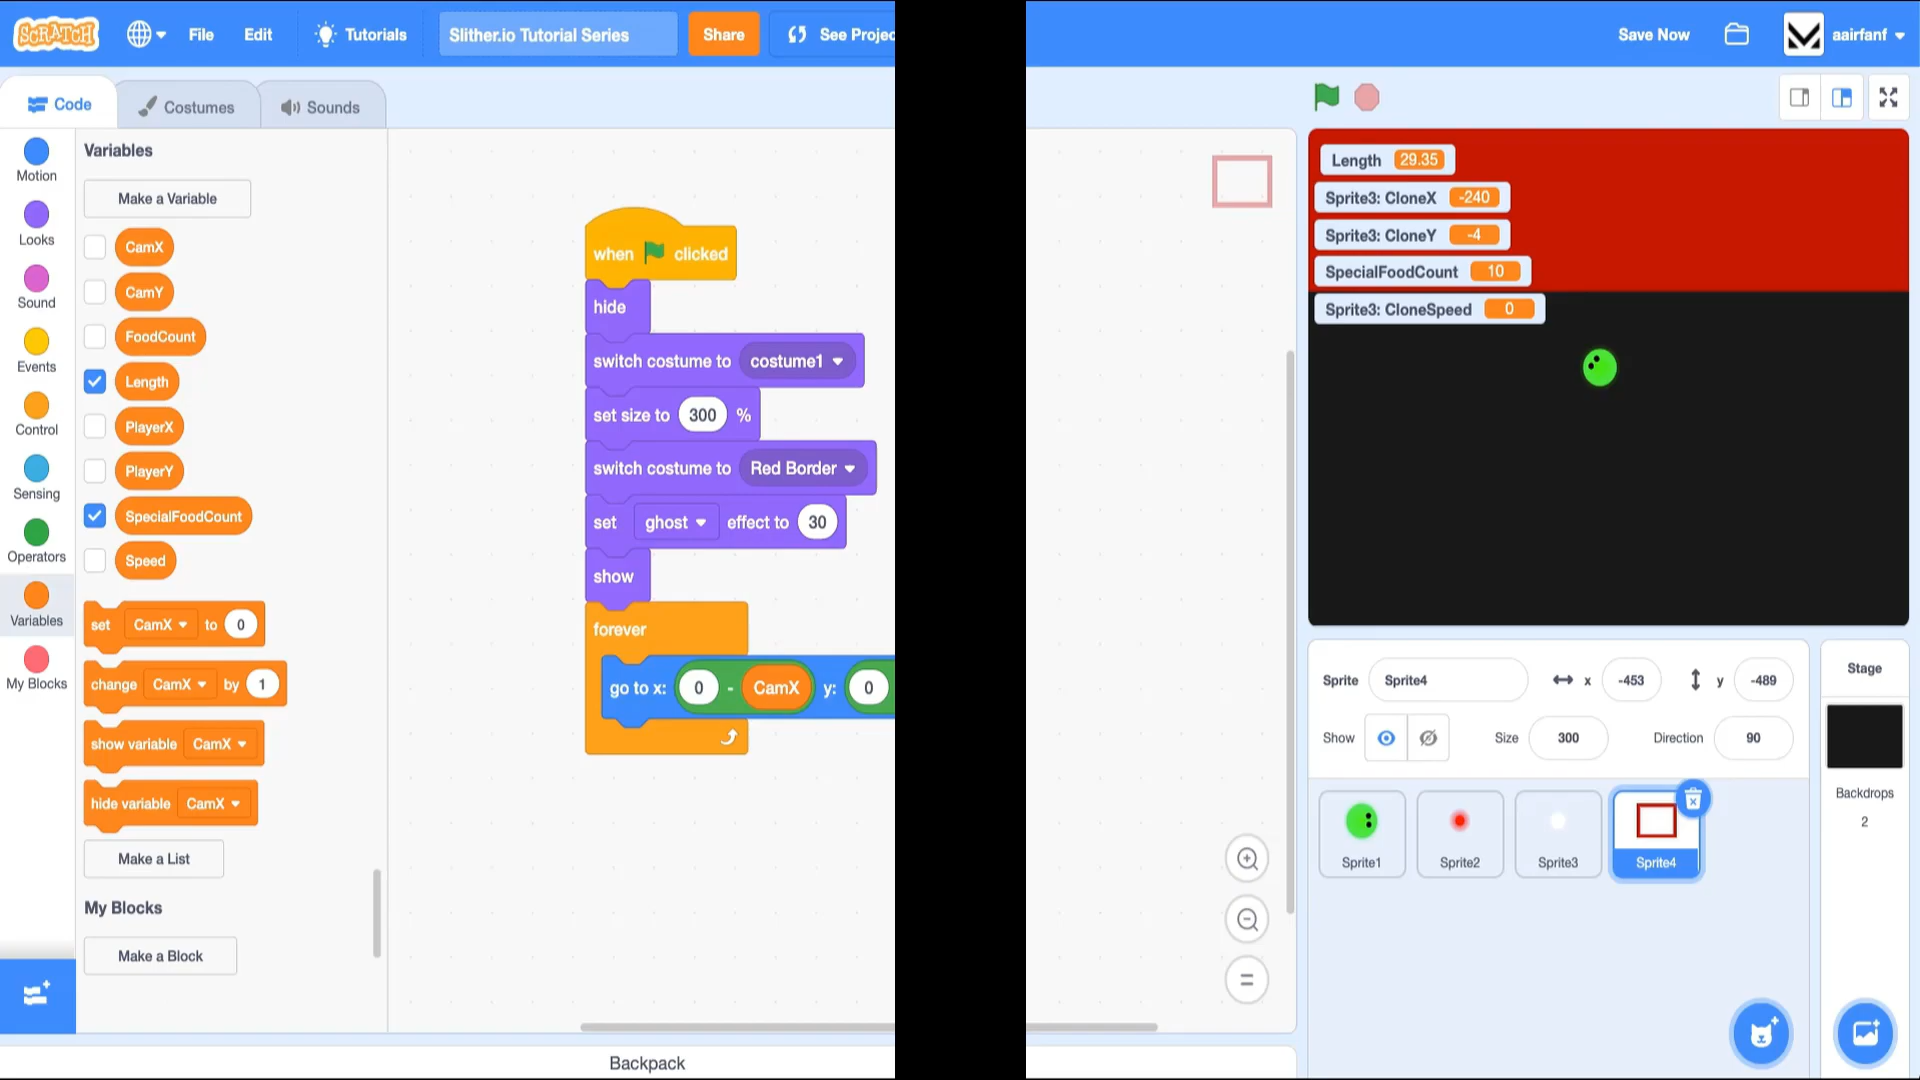 SCRATCH
File
Edit
Tutorials
Slither.io Tutorial Series
Share
See Projec
Save Now
aairfanf
Code
Costumes
Sounds
Motion
Looks
Sound
Events
Control
Sensing
Operators
Variables
My Blocks
Variables
Make a Variable
CamX
CamY
FoodCount
Length
PlayerX
PlayerY
SpecialFoodCount
Speed
set CamX to 0
change CamX by 1
show variable CamX
hide variable CamX
Make a List
My Blocks
Make a Block
when clicked
hide
switch costume to costume1
set size to 300 %
switch costume to Red Border
set ghost effect to 30
show
forever
go to x: 0 - CamX y: 0
Backpack
Length 29.35
Sprite3: CloneX -240
Sprite3: CloneY -4
SpecialFoodCount 10
Sprite3: CloneSpeed 0
Sprite Sprite4 x -453 y -489
Show Size 300 Direction 90
Sprite1
Sprite2
Sprite3
Sprite4
Stage
Backdrops
2